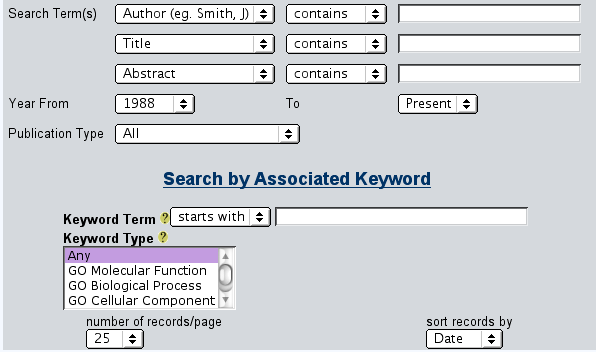 Search Term(s) Author (eg. Smith, J) contains
Title contains
Abstract contains
Year From 1988 To Present
Publication Type All
Search by Associated Keyword
Keyword Term ? starts with
Keyword Type ?
Any
GO Molecular Function
GO Biological Process
GO Cellular Component
number of records/page sort records by
25 Date